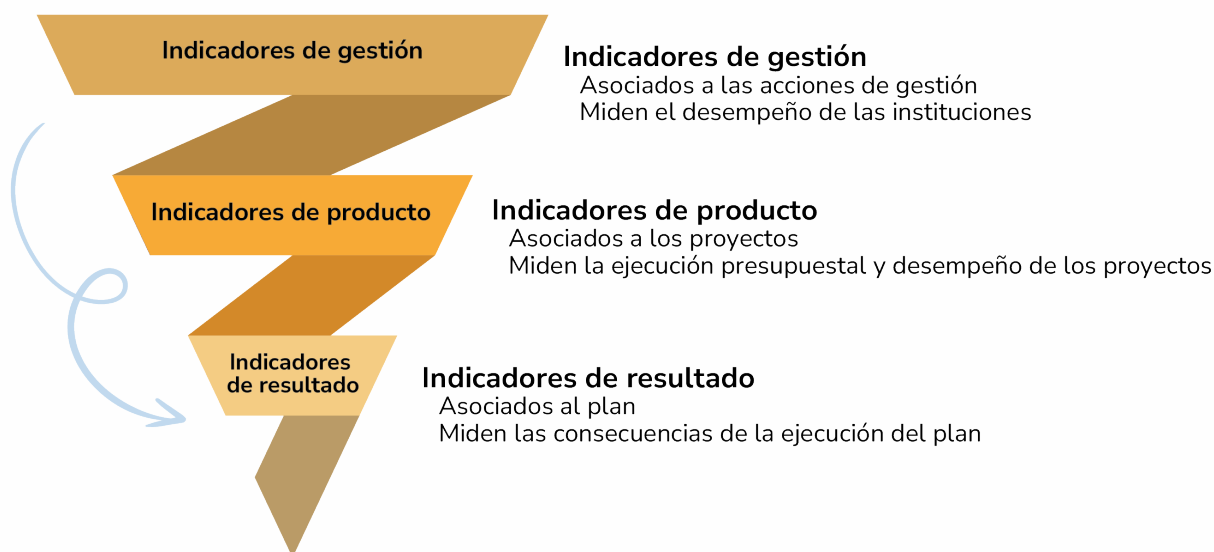 Indicadores de gestión
Indicadores de gestión
Asociados a las acciones de gestión
Miden el desempeño de las instituciones
Indicadores de producto
Indicadores de producto
Asociados a los proyectos
Miden la ejecución presupuestal y desempeño de los proyectos
Indicadores
de resultado
Indicadores de resultado
Asociados al plan
Miden las consecuencias de la ejecución del plan